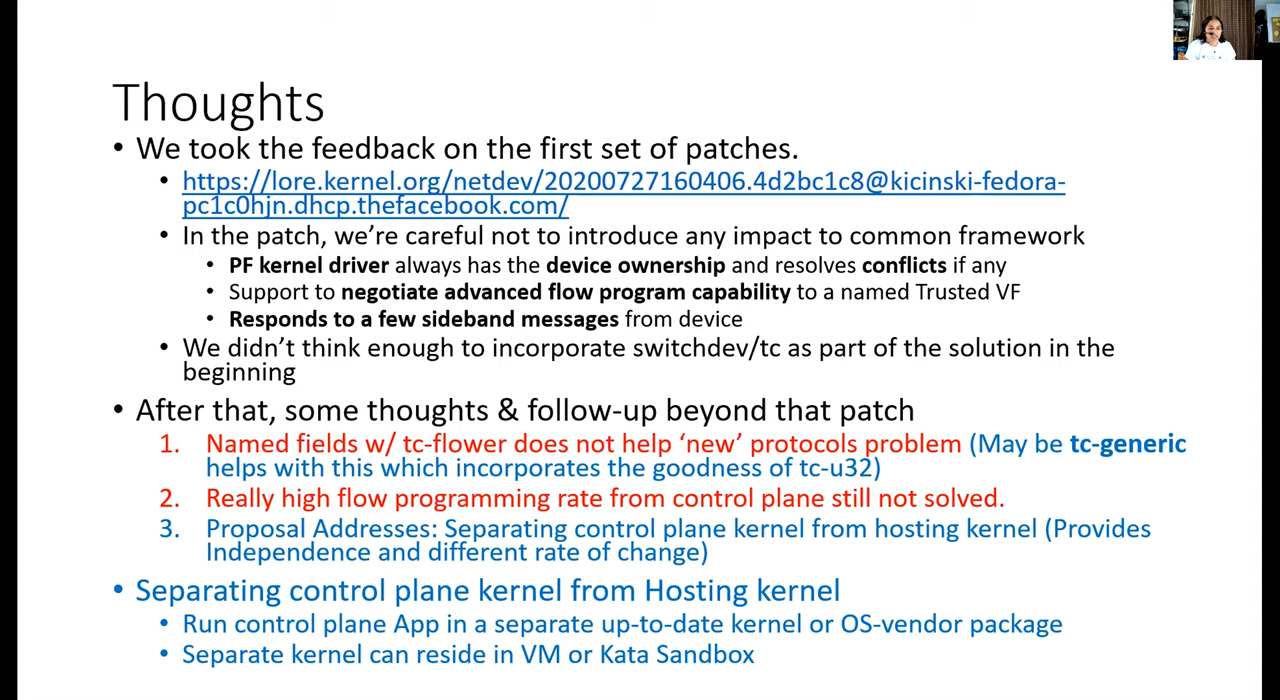 Thoughts
• We took the feedback on the first set of patches.
• https://lore.kernel.org/netdev/20200727160406.4d2bc1c8@kicinski-fedora-
pc1c0hjn.dhcp.thefacebook.com/
• In the patch, we’re careful not to introduce any impact to common framework
• PF kernel driver always has the device ownership and resolves conflicts if any
• Support to negotiate advanced flow program capability to a named Trusted VF
• Responds to a few sideband messages from device
• We didn’t think enough to incorporate switchdev/tc as part of the solution in the
beginning
• After that, some thoughts & follow-up beyond that patch
1. Named fields w/ tc-flower does not help ‘new’ protocols problem (May be tc-generic
helps with this which incorporates the goodness of tc-u32)
2. Really high flow programming rate from control plane still not solved.
3. Proposal Addresses: Separating control plane kernel from hosting kernel (Provides
Independence and different rate of change)
• Separating control plane kernel from Hosting kernel
• Run control plane App in a separate up-to-date kernel or OS-vendor package
• Separate kernel can reside in VM or Kata Sandbox